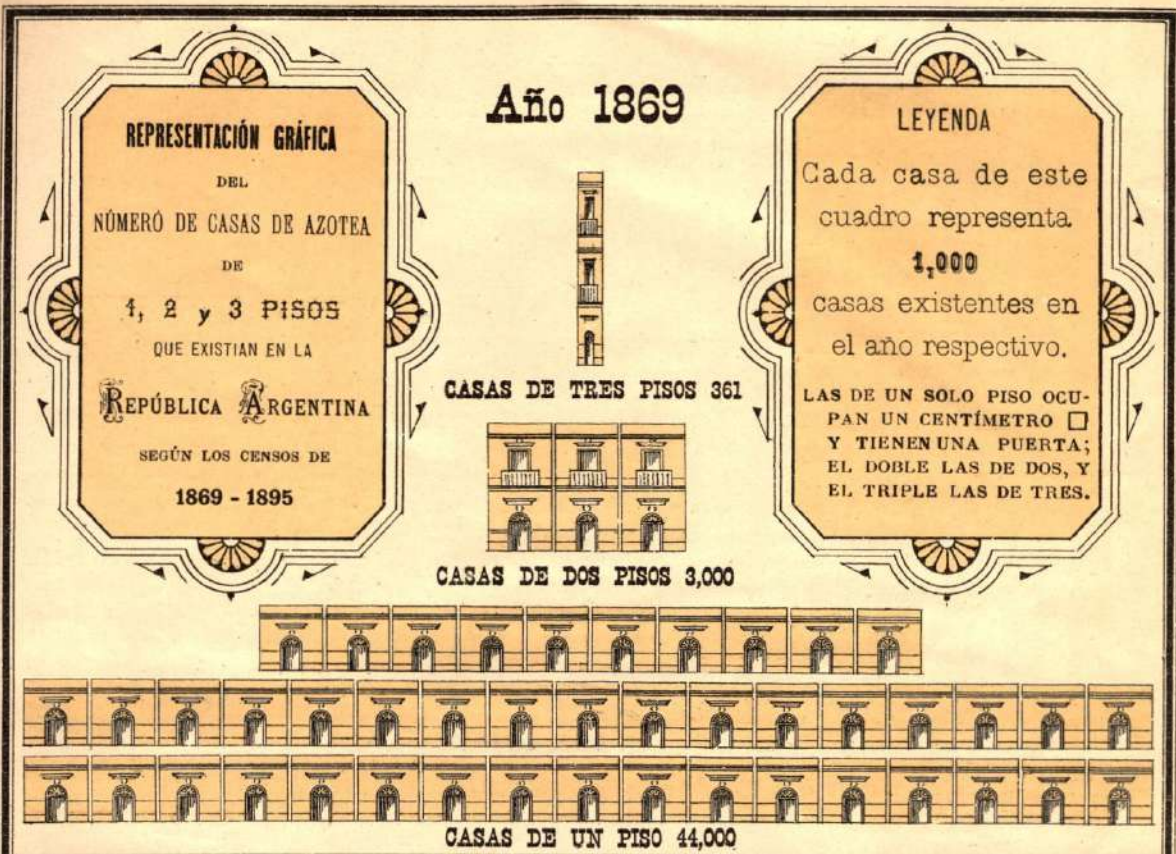 REPRESENTACIÓN GRÁFICA
DEL
NÚMERO DE CASAS DE AZOTEA
DE
1, 2 y 3 PISOS
QUE EXISTIAN EN LA
REPÚBLICA ARGENTINA
SEGÚN LOS CENSOS DE
1869 - 1895
Año 1869
CASAS DE TRES PISOS 361
CASAS DE DOS PISOS 3,000
CASAS DE UN PISO 44,000
LEYENDA
Cada casa de este
cuadro representa
1,000
casas existentes en
el año respectivo.
LAS DE UN SOLO PISO OCU-
PAN UN CENTÍMETRO □
Y TIENEN UNA PUERTA;
EL DOBLE LAS DE DOS, Y
EL TRIPLE LAS DE TRES.